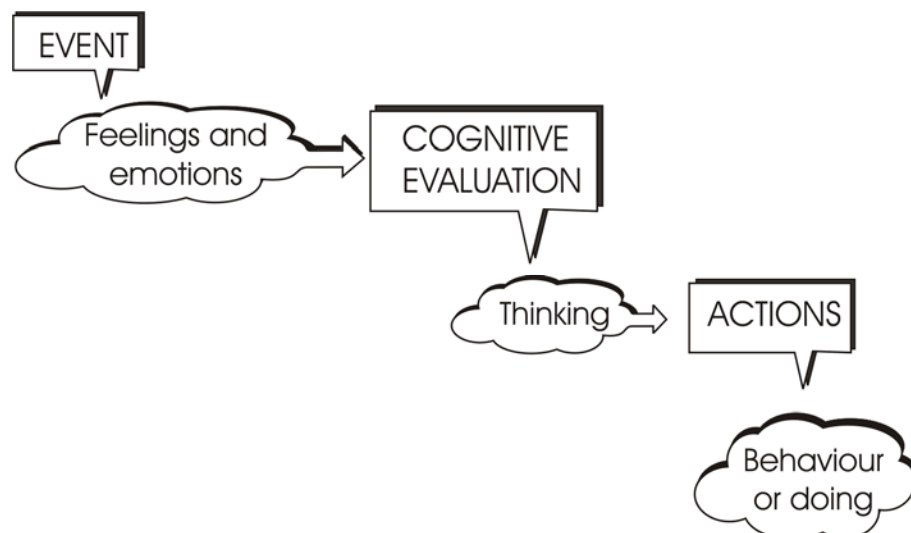 EVENT
Feelings and
emotions
COGNITIVE
EVALUATION
Thinking
ACTIONS
Behaviour
or doing